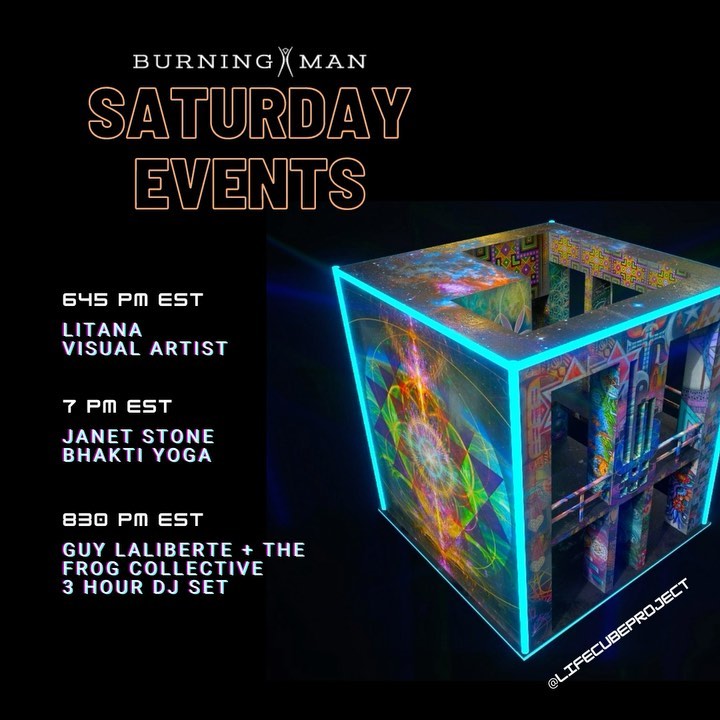 BURNING MAN
SATURDAY
EVENTS
645 PM EST
LITANA
VISUAL ARTIST
7 PM EST
JANET STONE
BHAKTI YOGA
830 PM EST
GUY LALIBERTE + THE
FROG COLLECTIVE
3 HOUR DJ SET
@LIFECUBEPROJECT